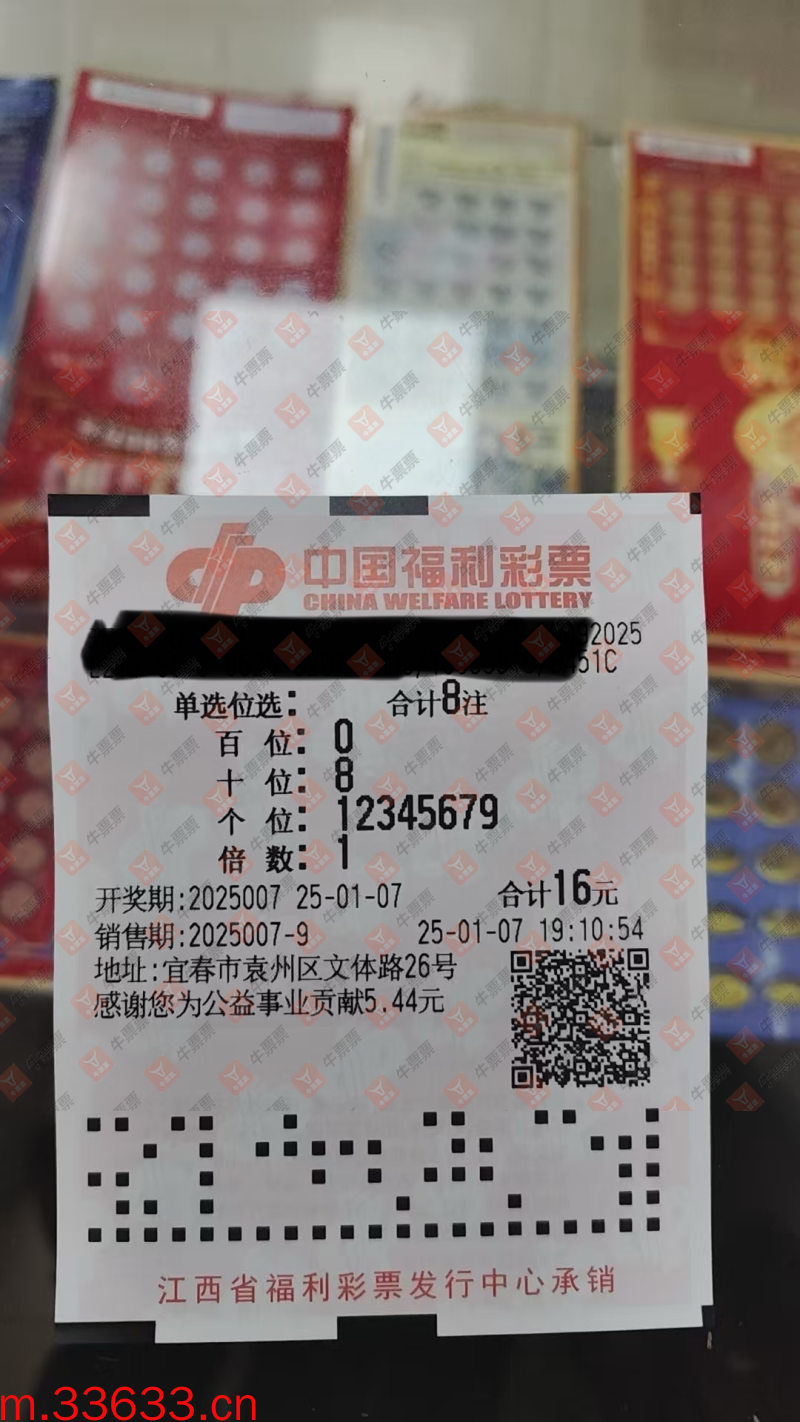 中国福利彩票
CHINA WELFARE LOTTERY
2025
51C
单选位选: 合计8注
百 位: 0
十 位: 8
个 位: 12345679
倍 数: 1
开奖期:2025007 25-01-07 合计16元
销售期:2025007-9 25-01-07 19:10:54
地址:宜春市袁州区文体路26号
感谢您为公益事业贡献5.44元
江西省福利彩票发行中心承销
牛票票
m.33633.cn